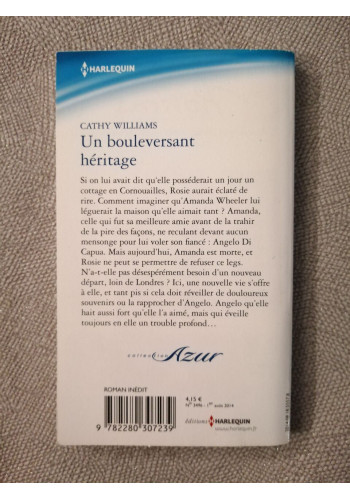 HARLEQUIN
CATHY WILLIAMS
Un bouleversant
héritage
Si on lui avait dit qu'elle posséderait un jour un
cottage en Cornouailles, Rosie aurait éclaté de
rire. Comment imaginer qu'Amanda Wheeler lui
léguerait la maison qu'elle aimait tant ? Amanda,
celle qui fut sa meilleure amie avant de la trahir
de la pire des façons, ne reculant devant aucun
mensonge pour lui voler son fiancé : Angelo Di
Capua. Mais aujourd'hui, Amanda est morte, et
Rosie ne peut se permettre de refuser ce legs.
N'a-t-elle pas désespérément besoin d'un nouveau
départ, loin de Londres ? Ici, une nouvelle vie s'offre
à elle, et tant pis si cela doit réveiller de douloureux
souvenirs ou la rapprocher d'Angelo. Angelo qu'elle
hait aussi fort qu'elle l'a aimé, mais qui éveille
toujours en elle un trouble profond…
collection Azur
ROMAN INÉDIT
4,15 €
1er août 2014
9 782280 307239
éditions HARLEQUIN
www.harlequin.fr